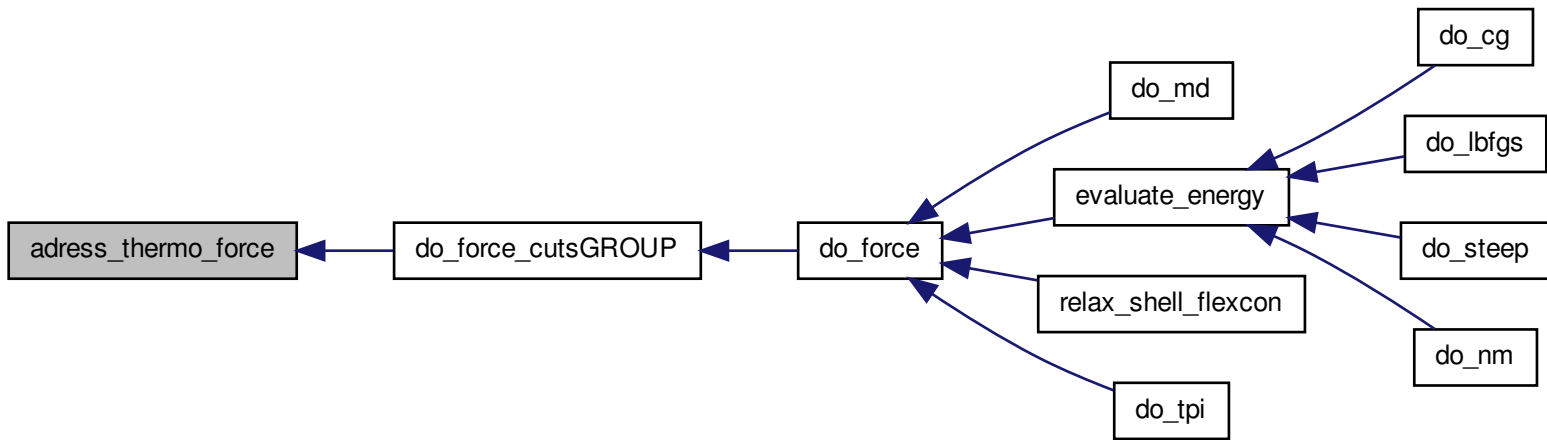 adress_thermo_force
do_force_cutsGROUP
do_force
do_md
evaluate_energy
relax_shell_flexcon
do_tpi
do_cg
do_lbfgs
do_steep
do_nm